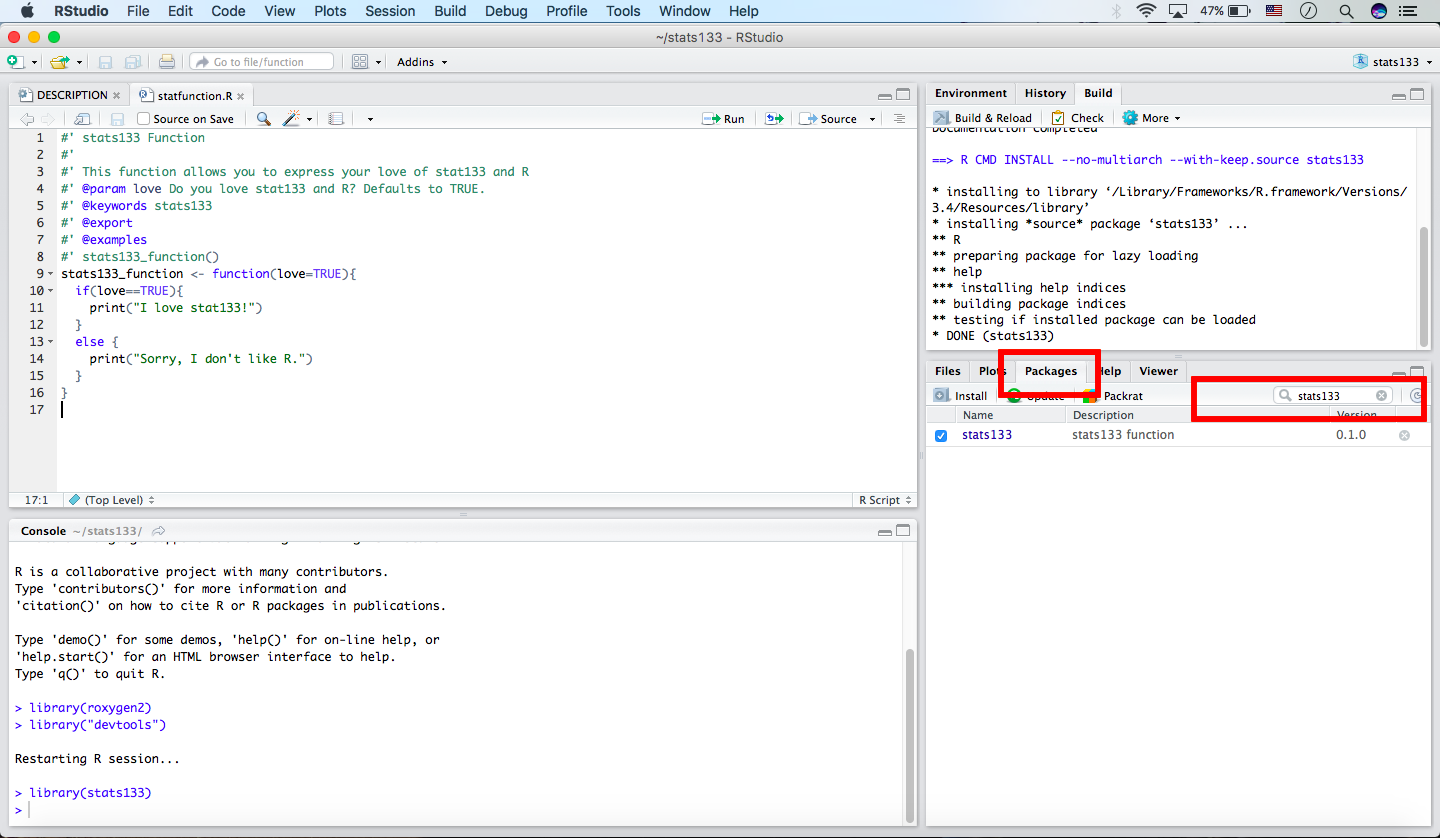 RStudio File Edit Code View Plots Session Build Debug Profile Tools Window Help 47%
~/stats133 - RStudio
Go to file/function Addins stats133
DESCRIPTION statfunction.R
Source on Save Run Source
1 #' stats133 Function
2 #'
3 #' This function allows you to express your love of stat133 and R
4 #' @param love Do you love stat133 and R? Defaults to TRUE.
5 #' @keywords stats133
6 #' @export
7 #' @examples
8 #' stats133_function()
9 stats133_function <- function(love=TRUE){
10 if(love==TRUE){
11 print("I love stat133!")
12 }
13 else {
14 print("Sorry, I don't like R.")
15 }
16 }
17
17:1 (Top Level) R Script
Console ~/stats133/
R is a collaborative project with many contributors.
Type 'contributors()' for more information and
'citation()' on how to cite R or R packages in publications.
Type 'demo()' for some demos, 'help()' for on-line help, or
'help.start()' for an HTML browser interface to help.
Type 'q()' to quit R.
> library(roxygen2)
> library("devtools")
Restarting R session...
> library(stats133)
>
Environment History Build
Build & Reload Check More
Documentation completed
==> R CMD INSTALL --no-multiarch --with-keep.source stats133
* installing to library ‘/Library/Frameworks/R.framework/Versions/
3.4/Resources/library’
* installing *source* package ‘stats133’ ...
** R
** preparing package for lazy loading
** help
*** installing help indices
** building package indices
** testing if installed package can be loaded
* DONE (stats133)
Files Plots Packages Help Viewer
Install Update Packrat stats133
Name Description Version
stats133 stats133 function 0.1.0